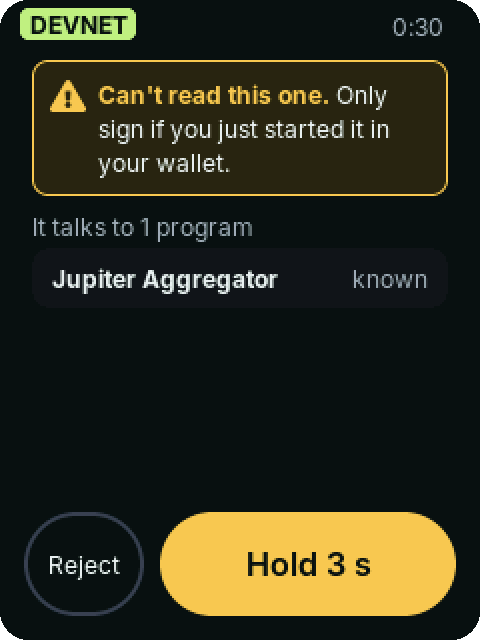 DEVNET 0:30
Can't read this one. Only
sign if you just started it in
your wallet.
It talks to 1 program
Jupiter Aggregator known
Reject Hold 3 s